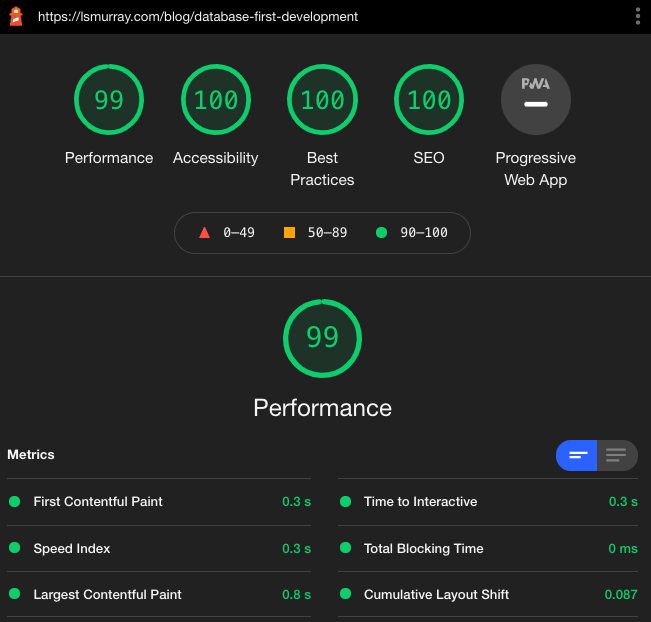 https://lsmurray.com/blog/database-first-development
99
100
100
100
PWA
Performance
Accessibility
Best
Practices
SEO
Progressive
Web App
0–49
50–89
90–100
99
Performance
Metrics
First Contentful Paint 0.3 s
Time to Interactive 0.3 s
Speed Index 0.3 s
Total Blocking Time 0 ms
Largest Contentful Paint 0.8 s
Cumulative Layout Shift 0.087